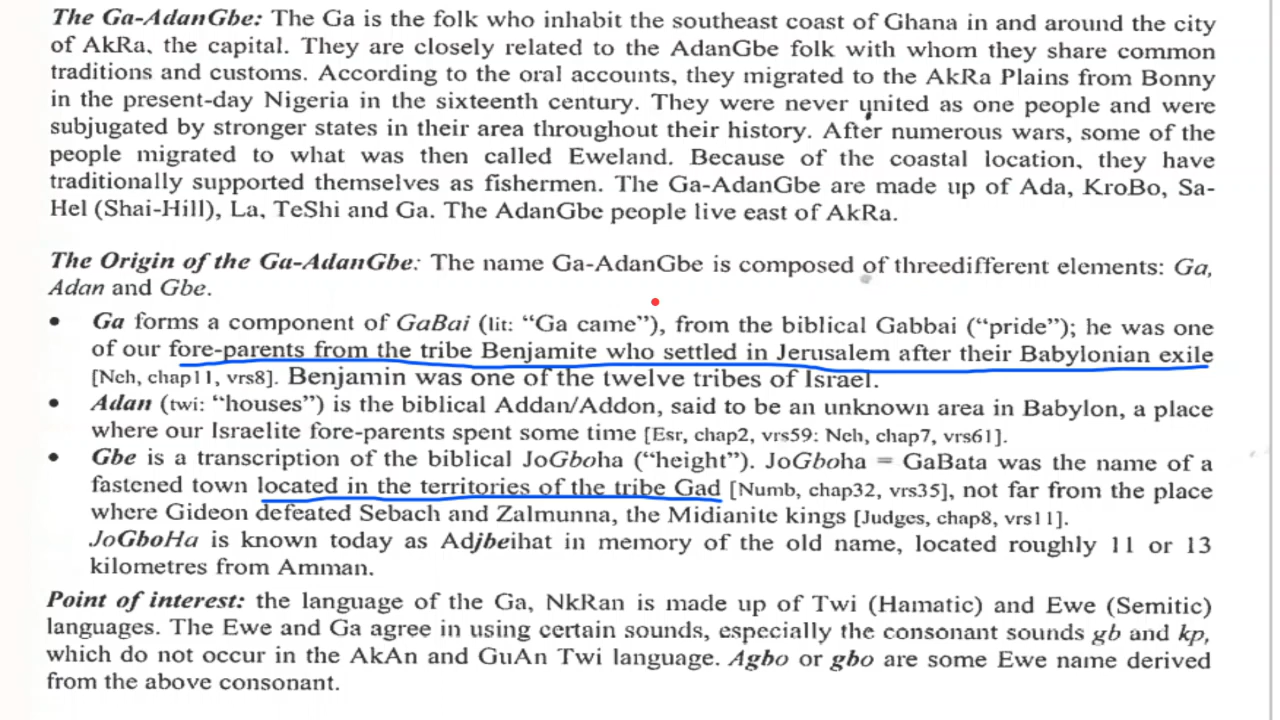 The Ga-AdanGbe: The Ga is the folk who inhabit the southeast coast of Ghana in and around the city
of AkRa, the capital. They are closely related to the AdanGbe folk with whom they share common
traditions and customs. According to the oral accounts, they migrated to the AkRa Plains from Bonny
in the present-day Nigeria in the sixteenth century. They were never united as one people and were
subjugated by stronger states in their area throughout their history. After numerous wars, some of the
people migrated to what was then called Eweland. Because of the coastal location, they have
traditionally supported themselves as fishermen. The Ga-AdanGbe are made up of Ada, KroBo, Sa-
Hel (Shai-Hill), La, TeShi and Ga. The AdanGbe people live east of AkRa.
The Origin of the Ga-AdanGbe: The name Ga-AdanGbe is composed of threedifferent elements: Ga,
Adan and Gbe.
• Ga forms a component of GaBai (lit: “Ga came”), from the biblical Gabbai (“pride”); he was one
of our fore-parents from the tribe Benjamite who settled in Jerusalem after their Babylonian exile
[Neh, chap11, vrs8]. Benjamin was one of the twelve tribes of Israel.
• Adan (twi: “houses”) is the biblical Addan/Addon, said to be an unknown area in Babylon, a place
where our Israelite fore-parents spent some time [Esr, chap2, vrs59: Neh, chap7, vrs61].
• Gbe is a transcription of the biblical JoGboha (“height”). JoGboha = GaBata was the name of a
fastened town located in the territories of the tribe Gad [Numb, chap32, vrs35], not far from the place
where Gideon defeated Sebach and Zalmunna, the Midianite kings [Judges, chap8, vrs11].
JoGboHa is known today as Adjbeihat in memory of the old name, located roughly 11 or 13
kilometres from Amman.
Point of interest: the language of the Ga, NkRan is made up of Twi (Hamatic) and Ewe (Semitic)
languages. The Ewe and Ga agree in using certain sounds, especially the consonant sounds gb and kp,
which do not occur in the AkAn and GuAn Twi language. Agbo or gbo are some Ewe name derived
from the above consonant.